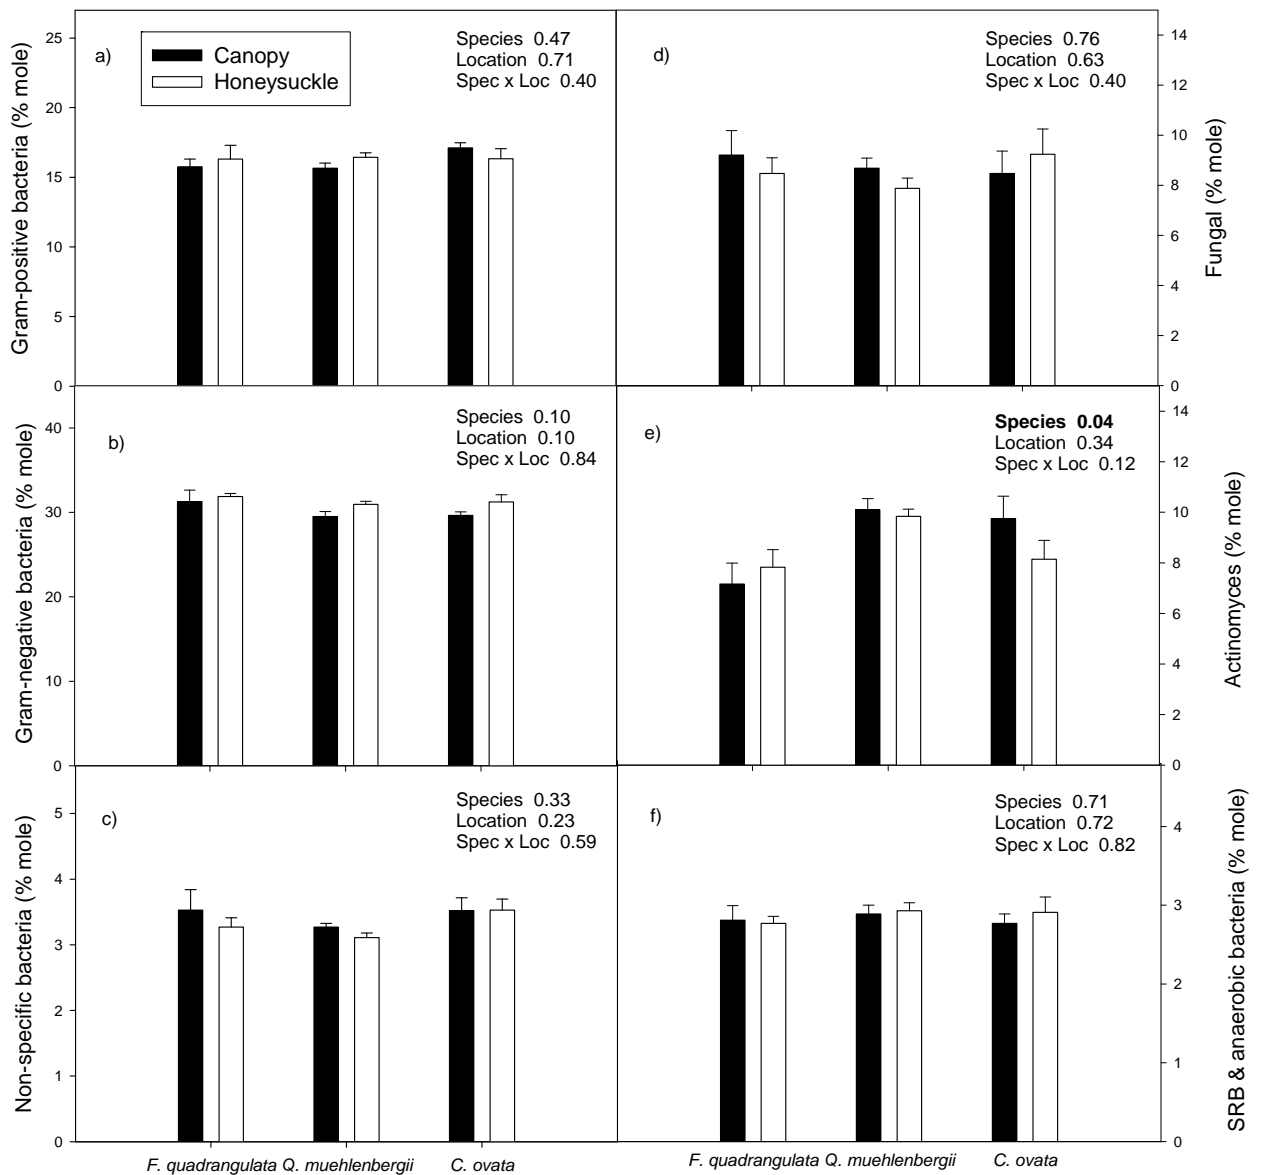 a)
Canopy
Honeysuckle
Species 0.47
Location 0.71
Spec x Loc 0.40
Gram-positive bacteria (% mole)
25
20
15
10
5
0
d)
Species 0.76
Location 0.63
Spec x Loc 0.40
Fungal (% mole)
14
12
10
8
6
4
2
0
b)
Species 0.10
Location 0.10
Spec x Loc 0.84
Gram-negative bacteria (% mole)
40
30
20
10
0
e)
Species 0.04
Location 0.34
Spec x Loc 0.12
Actinomyces (% mole)
14
12
10
8
6
4
2
0
c)
Species 0.33
Location 0.23
Spec x Loc 0.59
Non-specific bacteria (% mole)
5
4
3
2
1
0
f)
Species 0.71
Location 0.72
Spec x Loc 0.82
SRB & anaerobic bacteria (% mole)
4
3
2
1
0
F. quadrangulata Q. muehlenbergii C. ovata
F. quadrangulata Q. muehlenbergii C. ovata